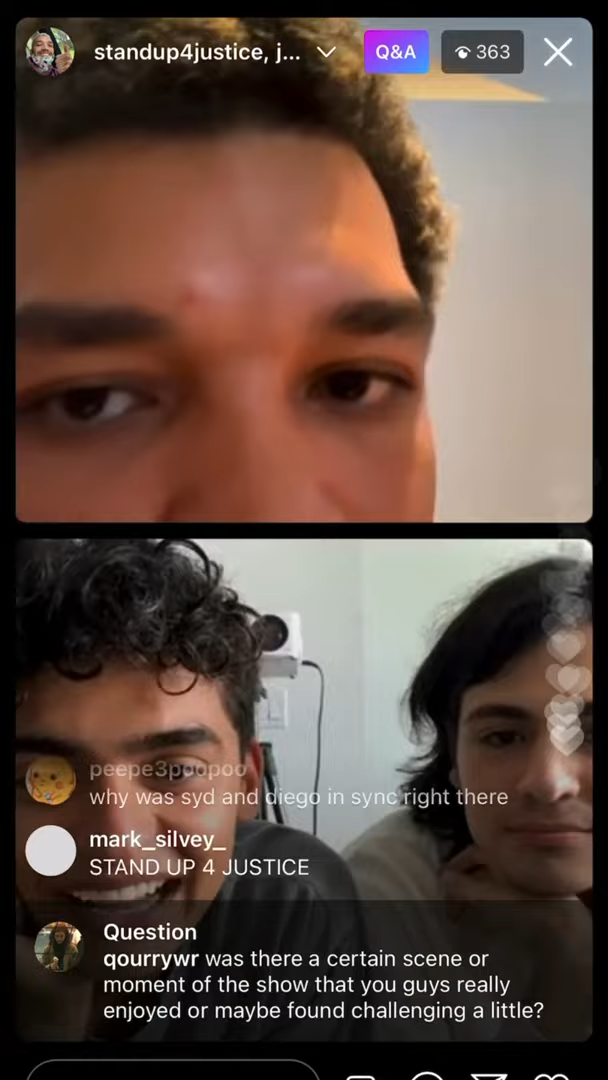 standup4justice, j...
Q&A
363
peepe3poopoo
why was syd and diego in sync right there
mark_silvey_
STAND UP 4 JUSTICE
Question
qourrywr was there a certain scene or
moment of the show that you guys really
enjoyed or maybe found challenging a little?